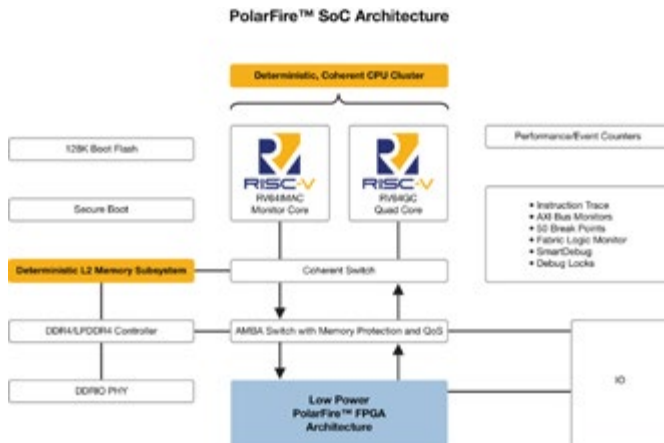 PolarFire™ SoC Architecture
Deterministic, Coherent CPU Cluster
128K Boot Flash
RISC-V
RV64IMAC
Monitor Core
RISC-V
RV64GC
Quad Core
Performance/Event Counters
Secure Boot
• Instruction Trace
• AXI Bus Monitors
• 50 Break Points
• Fabric Logic Monitor
• SmartDebug
• Debug Locks
Deterministic L2 Memory Subsystem
Coherent Switch
DDR4/LPDDR4 Controller
AMBA Switch with Memory Protection and QoS
IO
DDRIO PHY
Low Power
PolarFire™ FPGA
Architecture